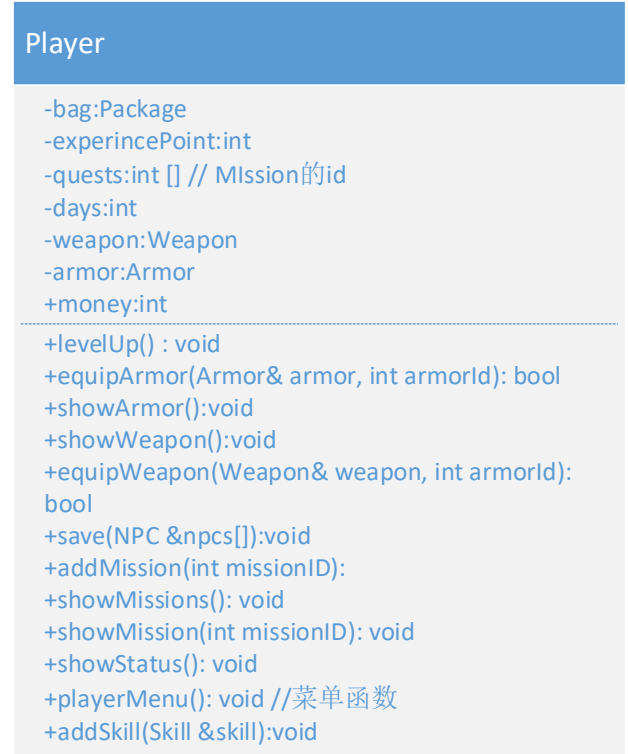 Player
-bag:Package
-experincePoint:int
-quests:int [] // MIssion的id
-days:int
-weapon:Weapon
-armor:Armor
+money:int
+levelUp() : void
+equipArmor(Armor& armor, int armorId): bool
+showArmor():void
+showWeapon():void
+equipWeapon(Weapon& weapon, int armorId):
bool
+save(NPC &npcs[]):void
+addMission(int missionID):
+showMissions(): void
+showMission(int missionID): void
+showStatus(): void
+playerMenu(): void //菜单函数
+addSkill(Skill &skill):void